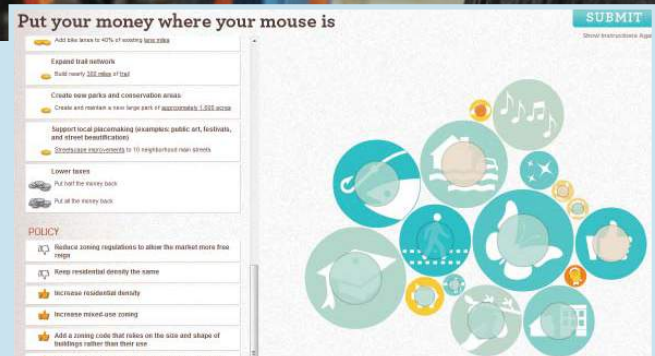 Put your money where your mouse is
SUBMIT
Show Instructions Aga
Add bike lanes to 40% of existing lane miles
Expand trail network
Build nearly 300 miles of trail
Create new parks and conservation areas
Create and maintain a new large park of approximately 1,600 acres
Support local placemaking (examples: public art, festivals,
and street beautification)
Streetscape improvements to 10 neighborhood main streets
Lower taxes
Put half the money back
Put all the money back
POLICY
Reduce zoning regulations to allow the market more free
reign
Keep residential density the same
Increase residential density
Increase mixed-use zoning
Add a zoning code that relies on the size and shape of
buildings rather than their use